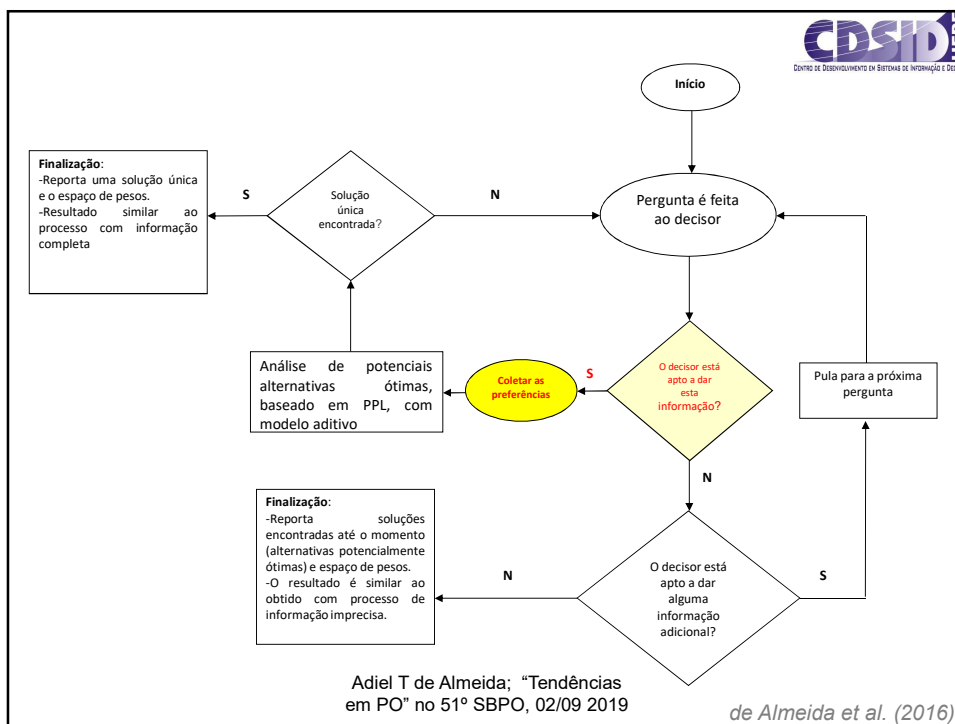 CDSID
UFPE
CENTRO DE DESENVOLVIMENTO EM SISTEMAS DE INFORMAÇÃO E DE
Início
Finalização:
-Reporta uma solução única
e o espaço de pesos.
-Resultado similar ao
processo com informação
completa
S
Solução
única
encontrada?
N
Pergunta é feita
ao decisor
Análise de potenciais
alternativas ótimas,
baseado em PPL, com
modelo aditivo
Coletar as
preferências
S
O decisor está
apto a dar
esta
informação?
Pula para a próxima
pergunta
N
Finalização:
-Reporta soluções
encontradas até o momento
(alternativas potencialmente
ótimas) e espaço de pesos.
-O resultado é similar ao
obtido com processo de
informação imprecisa.
N
O decisor está
apto a dar
alguma
informação
adicional?
S
Adiel T de Almeida; “Tendências
em PO” no 51º SBPO, 02/09 2019
de Almeida et al. (2016)